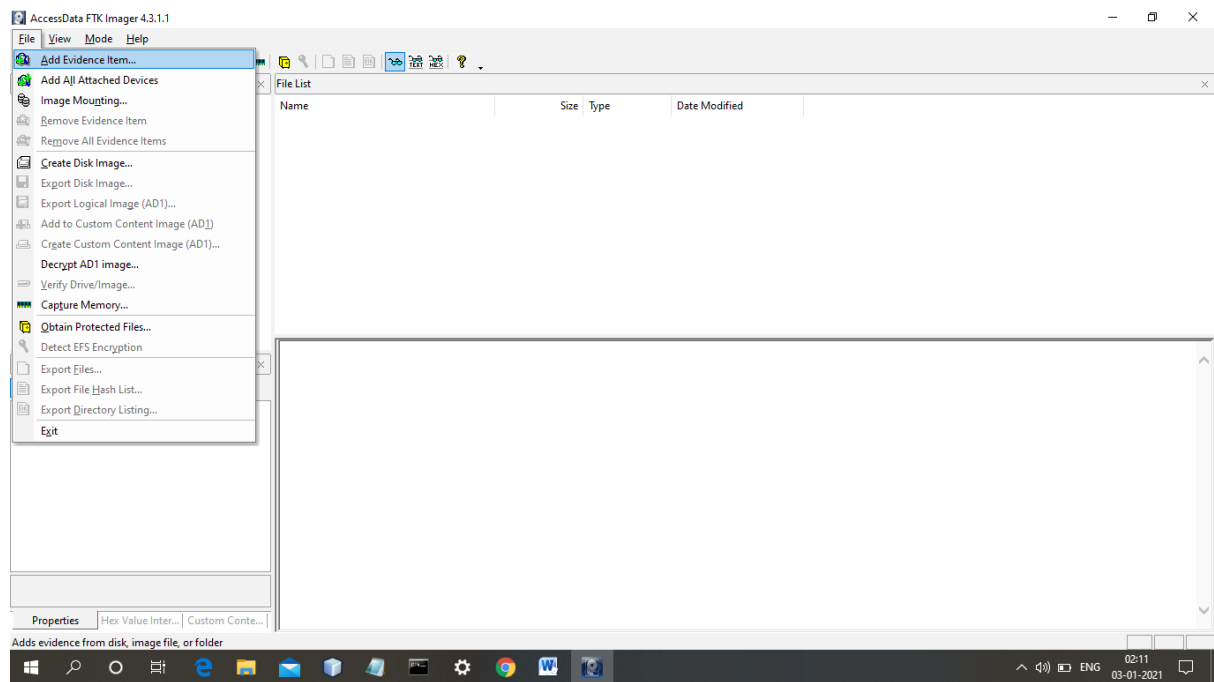 AccessData FTK Imager 4.3.1.1
File View Mode Help
Add Evidence Item...
Add All Attached Devices
Image Mounting...
Remove Evidence Item
Remove All Evidence Items
Create Disk Image...
Export Disk Image...
Export Logical Image (AD1)...
Add to Custom Content Image (AD1)
Create Custom Content Image (AD1)...
Decrypt AD1 image...
Verify Drive/Image...
Capture Memory...
Obtain Protected Files...
Detect EFS Encryption
Export Files...
Export File Hash List...
Export Directory Listing...
Exit
TEXT HEX
File List
Name Size Type Date Modified
Properties Hex Value Inter... Custom Conte...
Adds evidence from disk, image file, or folder
ENG
02:11
03-01-2021